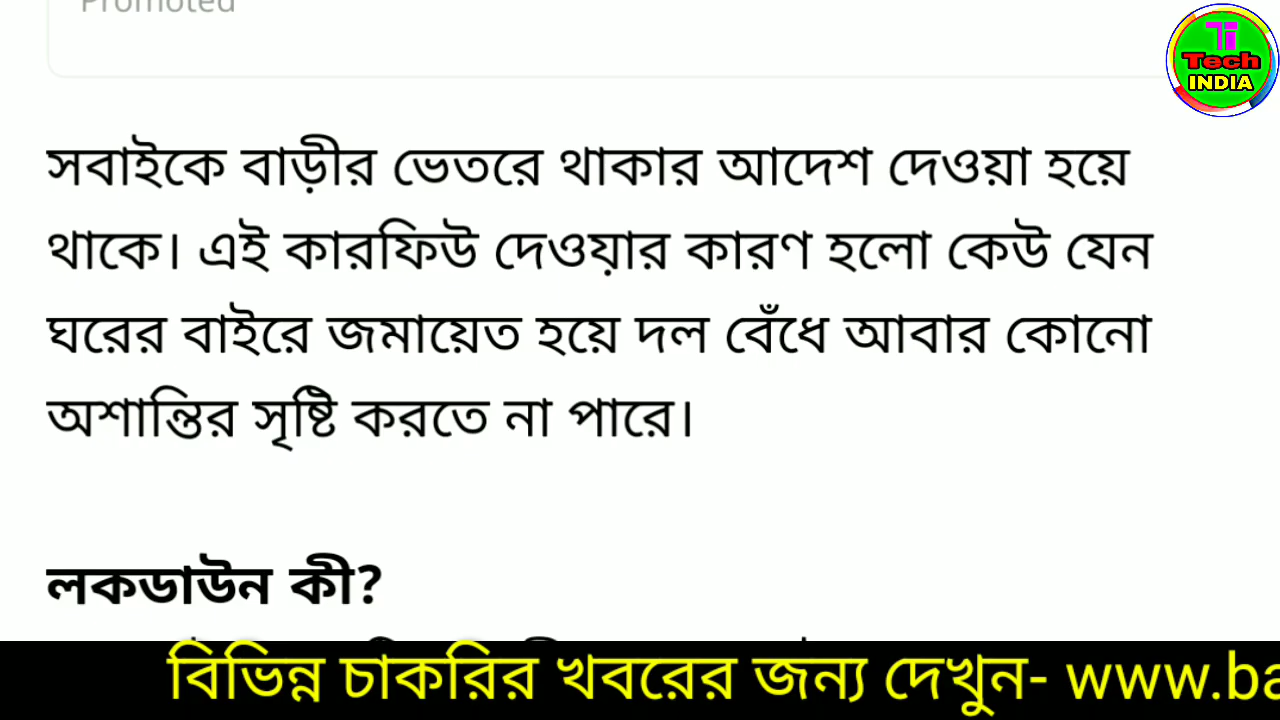 Promoted
Ti
Tech
INDIA
সবাইকে বাড়ীর ভেতরে থাকার আদেশ দেওয়া হয়ে
থাকে। এই কারফিউ দেওয়ার কারণ হলো কেউ যেন
ঘরের বাইরে জমায়েত হয়ে দল বেঁধে আবার কোনো
অশান্তির সৃষ্টি করতে না পারে।
লকডাউন কী?
বিভিন্ন চাকরির খবরের জন্য দেখুন- www.ba